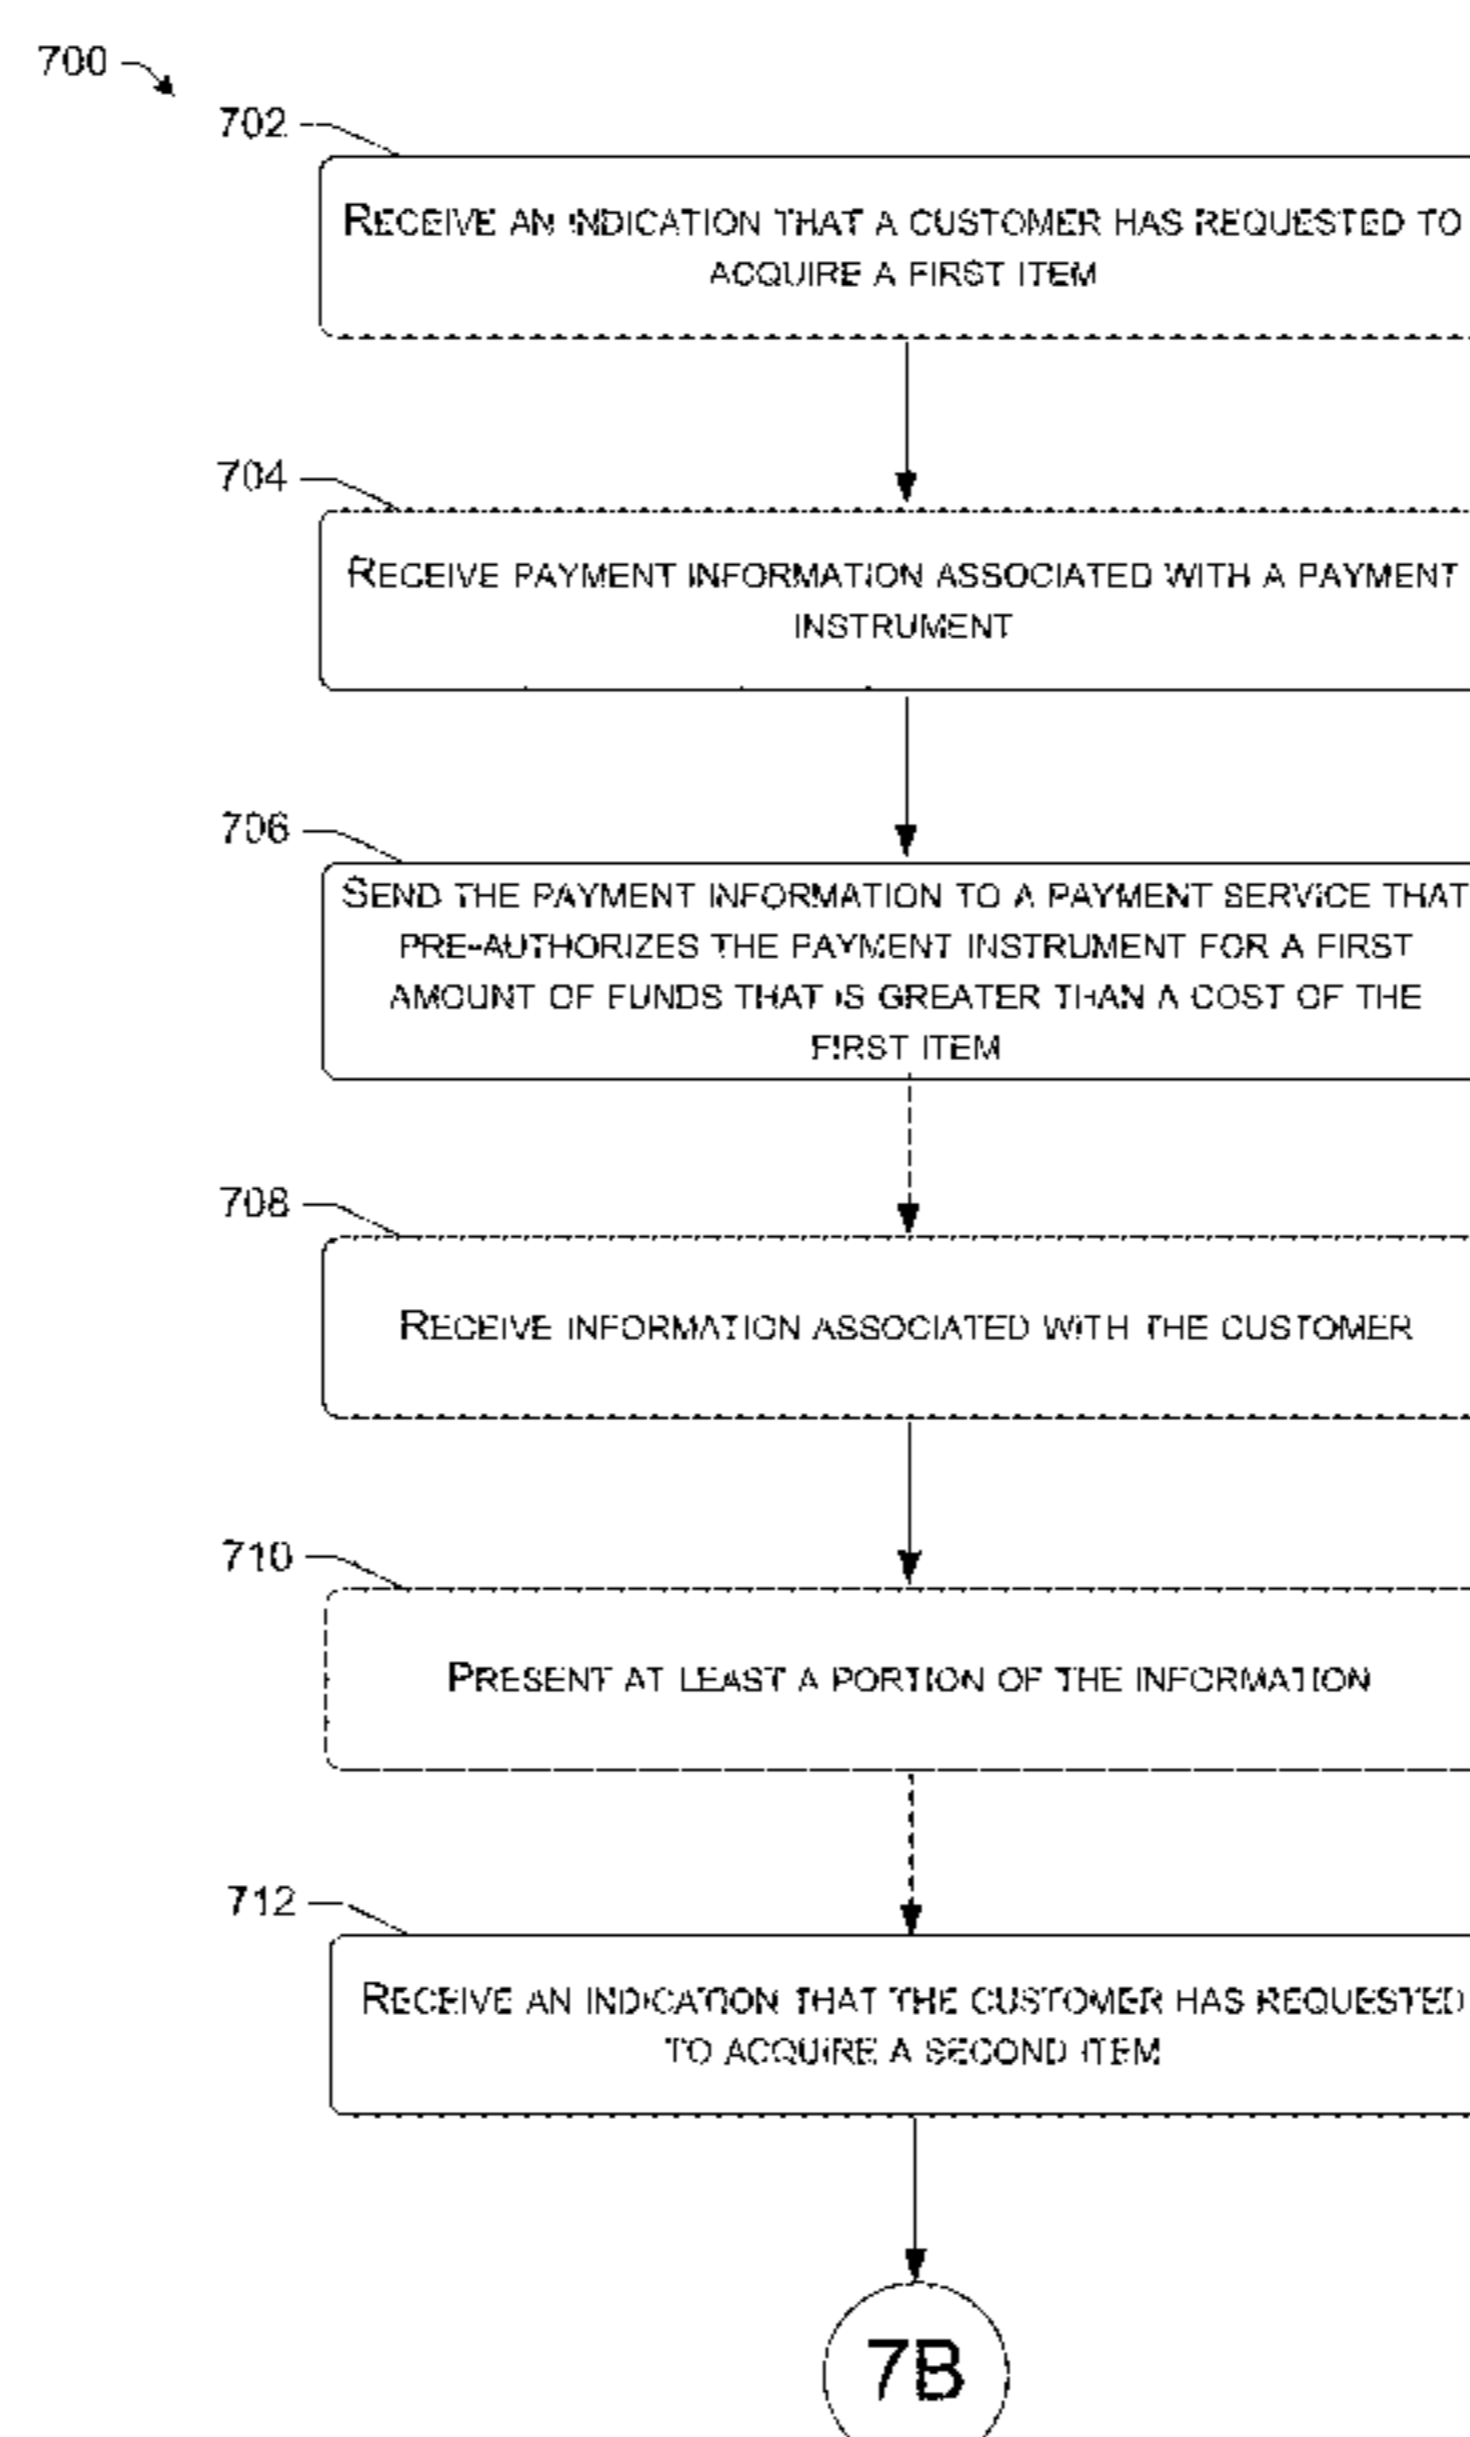 700
702
RECEIVE AN INDICATION THAT A CUSTOMER HAS REQUESTED TO
ACQUIRE A FIRST ITEM
704
RECEIVE PAYMENT INFORMATION ASSOCIATED WITH A PAYMENT
INSTRUMENT
706
SEND THE PAYMENT INFORMATION TO A PAYMENT SERVICE THAT
PRE-AUTHORIZES THE PAYMENT INSTRUMENT FOR A FIRST
AMOUNT OF FUNDS THAT IS GREATER THAN A COST OF THE
FIRST ITEM
708
RECEIVE INFORMATION ASSOCIATED WITH THE CUSTOMER
710
PRESENT AT LEAST A PORTION OF THE INFORMATION
712
RECEIVE AN INDICATION THAT THE CUSTOMER HAS REQUESTED
TO ACQUIRE A SECOND ITEM
7B